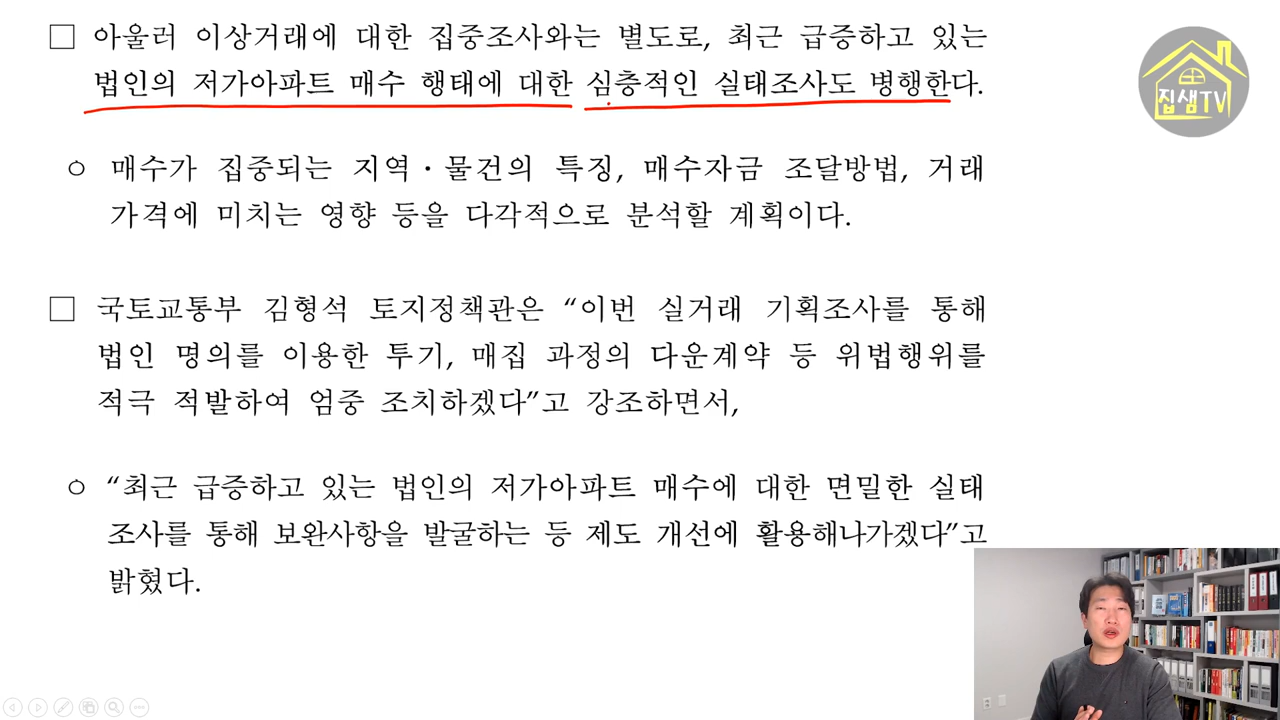 □ 아울러 이상거래에 대한 집중조사와는 별도로, 최근 급증하고 있는
법인의 저가아파트 매수 행태에 대한 심층적인 실태조사도 병행한다.
집샘TV
ㅇ 매수가 집중되는 지역·물건의 특징, 매수자금 조달방법, 거래
가격에 미치는 영향 등을 다각적으로 분석할 계획이다.
□ 국토교통부 김형석 토지정책관은 “이번 실거래 기획조사를 통해
법인 명의를 이용한 투기, 매집 과정의 다운계약 등 위법행위를
적극 적발하여 엄중 조치하겠다”고 강조하면서,
ㅇ “최근 급증하고 있는 법인의 저가아파트 매수에 대한 면밀한 실태
조사를 통해 보완사항을 발굴하는 등 제도 개선에 활용해나가겠다”고
밝혔다.